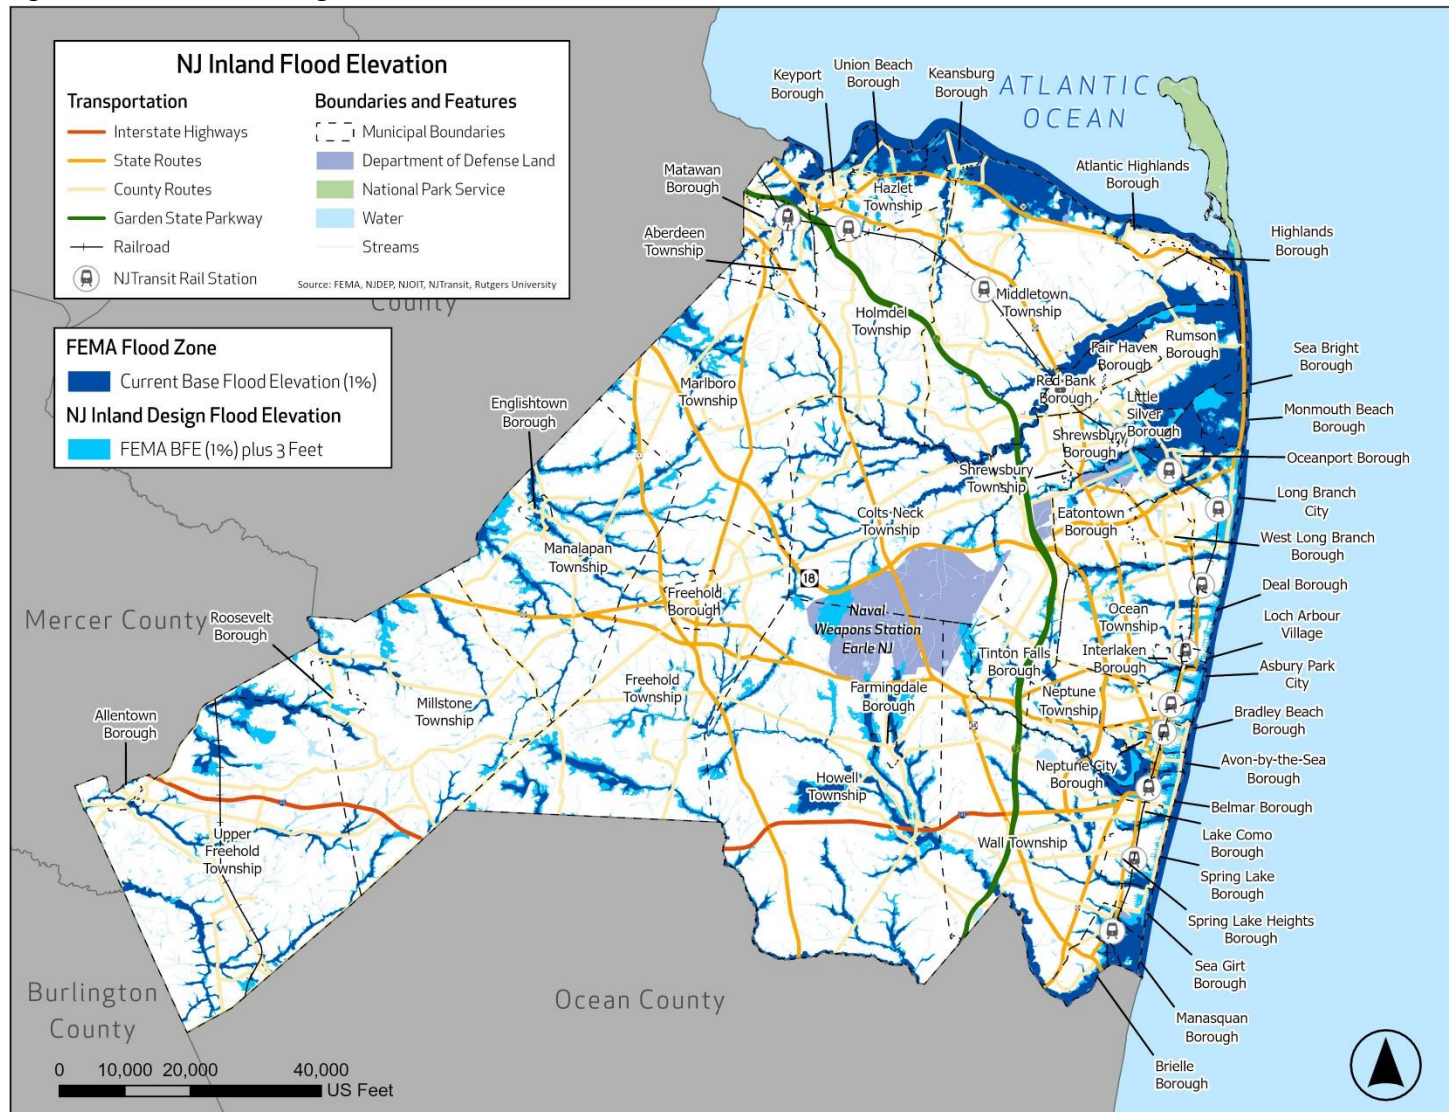 NJ Inland Flood Elevation
Transportation
Interstate Highways
State Routes
County Routes
Garden State Parkway
Railroad
NJTransit Rail Station
Boundaries and Features
Municipal Boundaries
Department of Defense Land
National Park Service
Water
Streams
Source: FEMA, NJDEP, NJOIT, NJTransit, Rutgers University
County
FEMA Flood Zone
Current Base Flood Elevation (1%)
NJ Inland Design Flood Elevation
FEMA BFE (1%) plus 3 Feet
ATLANTIC
OCEAN
Keyport
Borough
Union Beach
Borough
Keansburg
Borough
Matawan
Borough
Hazlet
Township
Atlantic Highlands
Borough
Aberdeen
Township
Highlands
Borough
Middletown
Township
Holmdel
Township
Fair Haven
Borough
Rumson
Borough
Sea Bright
Borough
Marlboro
Township
Red Bank
Borough
Little
Silver
Borough
Monmouth Beach
Borough
Englishtown
Borough
Shrewsbury
Borough
Oceanport Borough
Shrewsbury
Township
Long Branch
City
Colts Neck
Township
Eatontown
Borough
West Long Branch
Borough
Manalapan
Township
18
Deal Borough
Freehold
Borough
Mercer County
Roosevelt
Borough
Naval
Weapons Station
Earle NJ
Ocean
Township
Loch Arbour
Village
Tinton Falls
Borough
Interlaken
Borough
Asbury Park
City
Freehold
Township
Farmingdale
Borough
Neptune
Township
Millstone
Township
Allentown
Borough
Bradley Beach
Borough
Neptune City
Borough
Avon-by-the-Sea
Borough
Howell
Township
Belmar Borough
Upper
Freehold
Township
Wall Township
Lake Como
Borough
Spring Lake
Borough
Spring Lake Heights
Borough
Sea Girt
Borough
Burlington
County
Ocean County
Manasquan
Borough
Brielle
Borough
0 10,000 20,000 40,000
US Feet